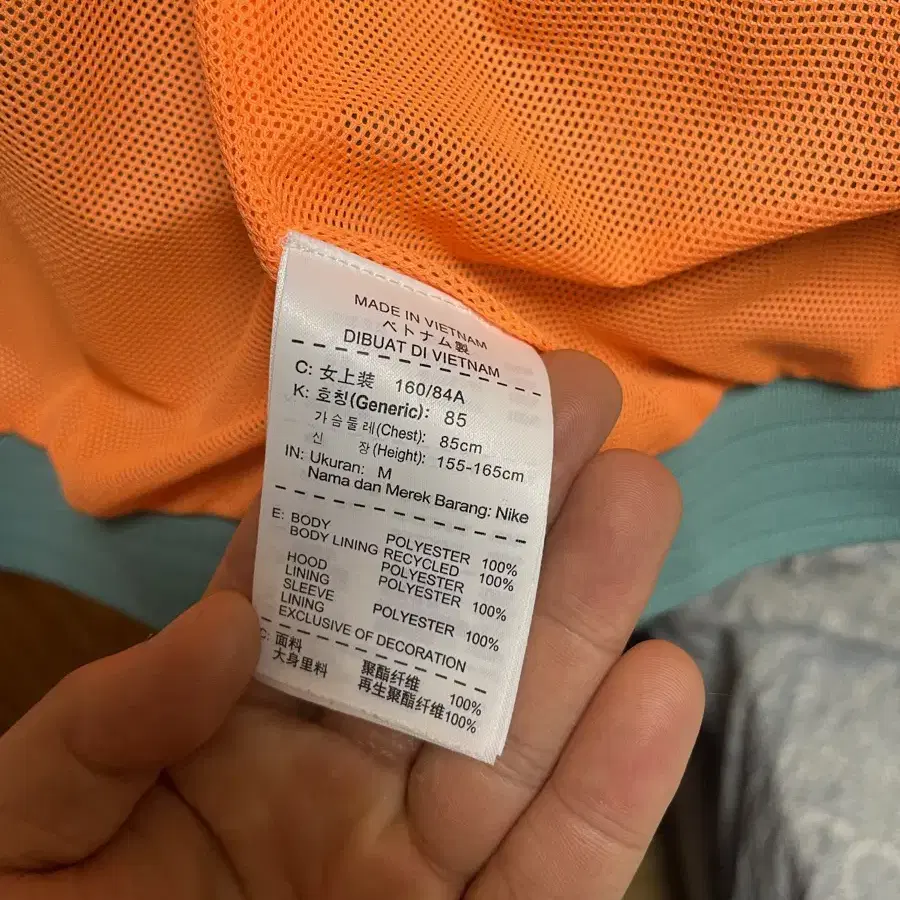 MADE IN VIETNAM
ベトナム製
DIBUAT DI VIETNAM
C: 女上装 160/84A
K: 호칭(Generic): 85
가슴둘레(Chest): 85cm
신 장(Height): 155-165cm
IN: Ukuran: M
Nama dan Merek Barang: Nike
E: BODY POLYESTER 100%
BODY LINING RECYCLED POLYESTER 100%
HOOD LINING POLYESTER 100%
SLEEVE LINING POLYESTER 100%
EXCLUSIVE OF DECORATION
C: 面料 聚酯纤维 100%
大身里料 再生聚酯纤维100%